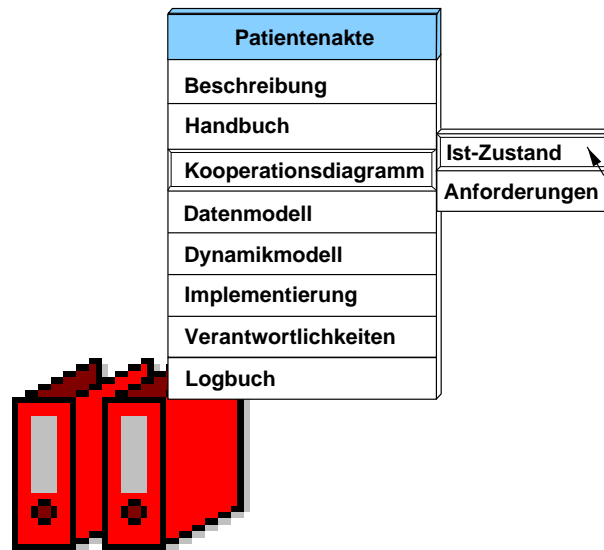 Patientenakte
Beschreibung
Handbuch
Kooperationsdiagramm
Ist-Zustand
Anforderungen
Datenmodell
Dynamikmodell
Implementierung
Verantwortlichkeiten
Logbuch